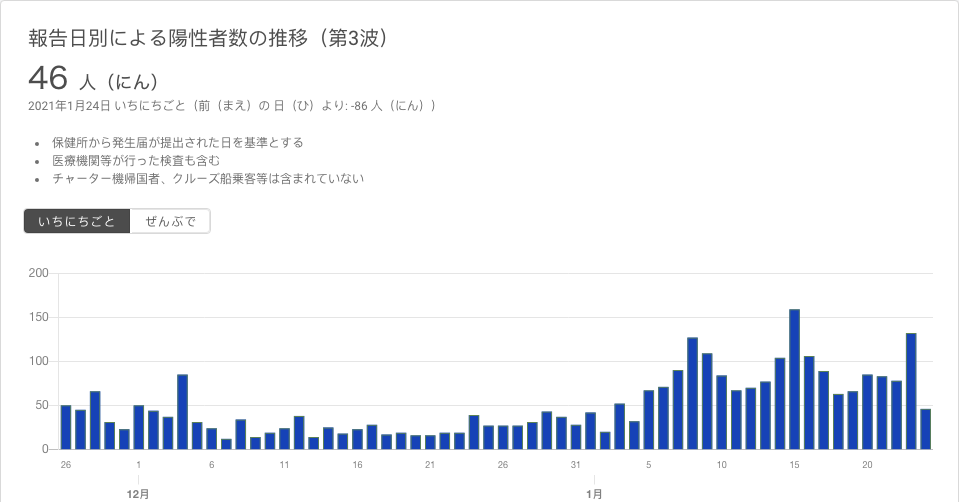 報告日別による陽性者数の推移（第3波）
46 人（にん）
2021年1月24日 いちにちごと（前（まえ）の 日（ひ）より: -86 人（にん））
保健所から発生届が提出された日を基準とする
医療機関等が行った検査も含む
チャーター機帰国者、クルーズ船乗客等は含まれていない
いちにちごと ぜんぶで
200
150
100
50
0
26 1 6 11 16 21 26 31 5 10 15 20
12月 1月